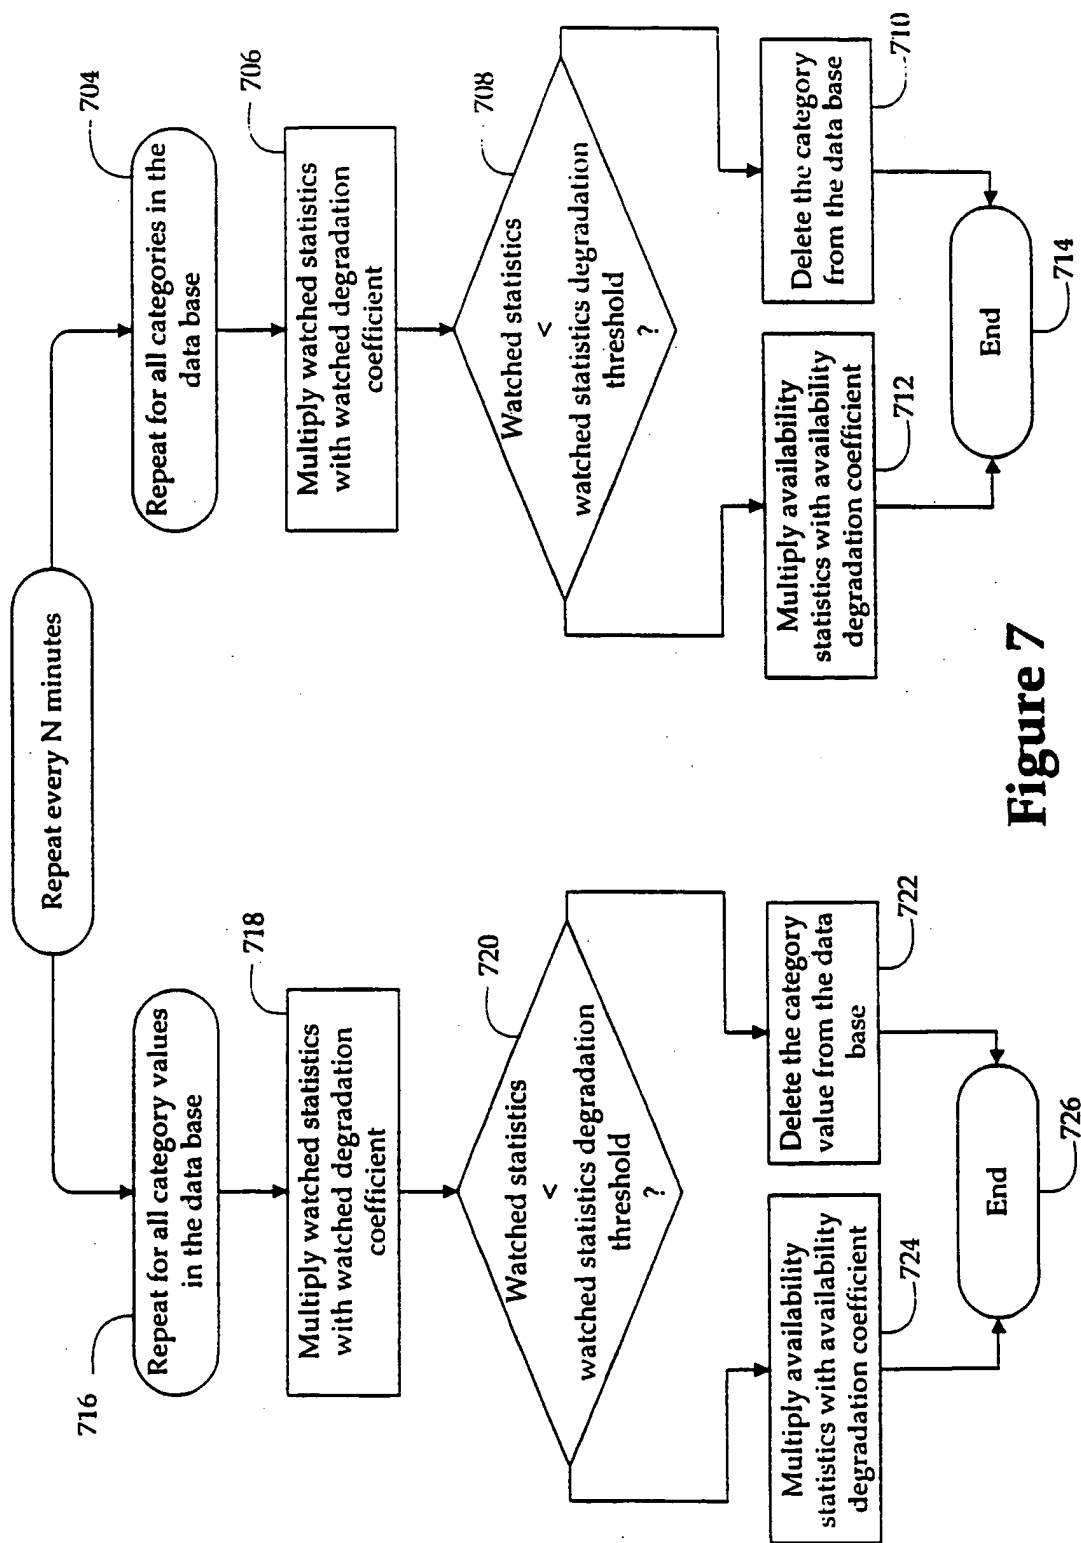 Repeat every N minutes
716
Repeat for all category values
in the data base
718
Multiply watched statistics
with watched degradation
coefficient
720
Watched statistics
<
watched statistics degradation
threshold
?
Multiply availability
statistics with availability
degradation coefficient
724
Delete the category
value from the data
base
722
End
726
704
Repeat for all categories in the
data base
706
Multiply watched statistics
with watched degradation
coefficient
708
Watched statistics
<
watched statistics degradation
threshold
?
Multiply availability
statistics with availability
degradation coefficient
712
Delete the category
from the data base
710
End
714
Figure 7